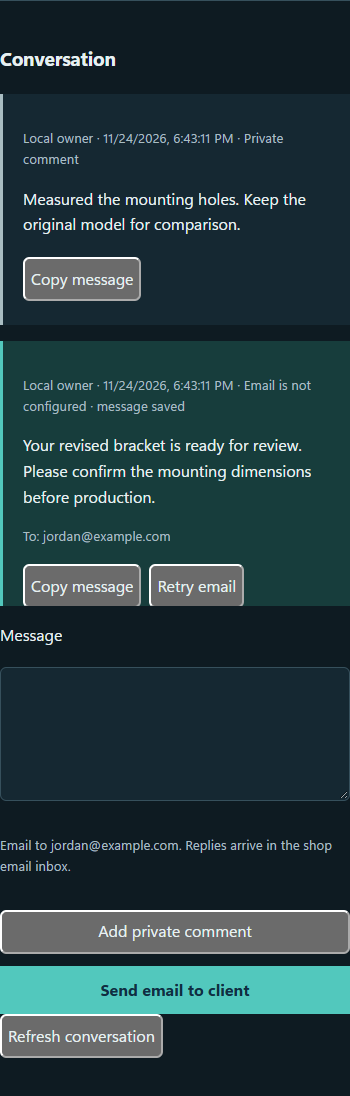 Conversation
Local owner · 11/24/2026, 6:43:11 PM · Private
comment
Measured the mounting holes. Keep the
original model for comparison.
Copy message
Local owner · 11/24/2026, 6:43:11 PM · Email is not
configured · message saved
Your revised bracket is ready for review.
Please confirm the mounting dimensions
before production.
To: jordan@example.com
Copy message Retry email
Message
Email to jordan@example.com. Replies arrive in the shop
email inbox.
Add private comment
Send email to client
Refresh conversation